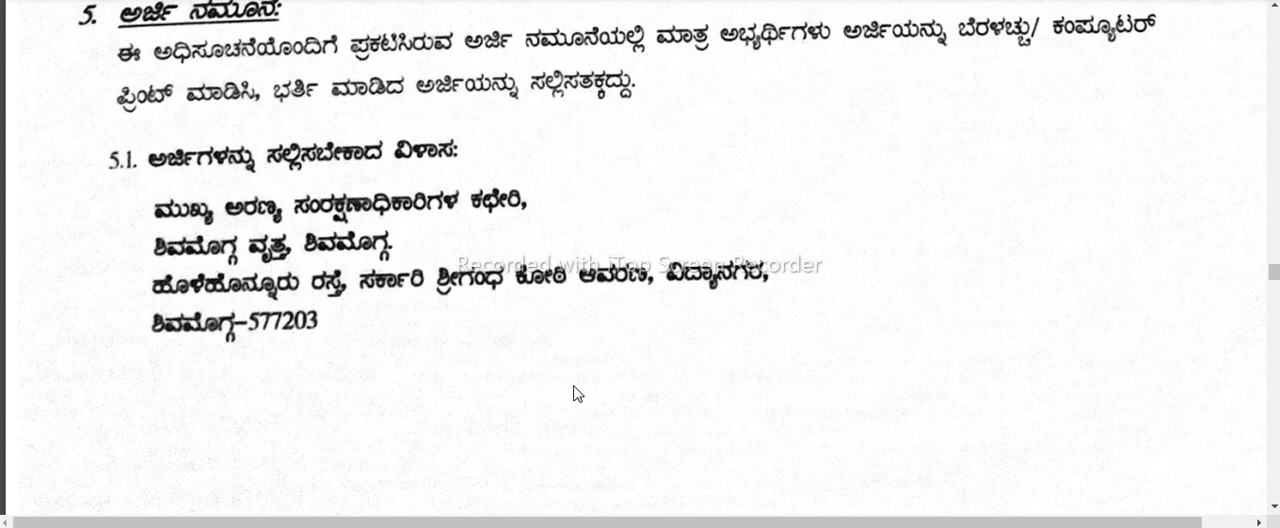 5. ಅರ್ಜಿ ನಮೂನೆ:
ಈ ಅಧಿಸೂಚನೆಯೊಂದಿಗೆ ಪ್ರಕಟಿಸಿರುವ ಅರ್ಜಿ ನಮೂನೆಯಲ್ಲಿ ಮಾತ್ರ ಅಭ್ಯರ್ಥಿಗಳು ಅರ್ಜಿಯನ್ನು ಬೆರಳಚ್ಚು/ ಕಂಪ್ಯೂಟರ್
ಪ್ರಿಂಟ್ ಮಾಡಿಸಿ, ಭರ್ತಿ ಮಾಡಿದ ಅರ್ಜಿಯನ್ನು ಸಲ್ಲಿಸತಕ್ಕದ್ದು.
5.1. ಅರ್ಜಿಗಳನ್ನು ಸಲ್ಲಿಸಬೇಕಾದ ವಿಳಾಸ:
ಮುಖ್ಯ ಅರಣ್ಯ ಸಂರಕ್ಷಣಾಧಿಕಾರಿಗಳ ಕಛೇರಿ,
ಶಿವಮೊಗ್ಗ ವೃತ್ತ, ಶಿವಮೊಗ್ಗ.
Recorded with iTop Screen Recorder
ಹೊಳೆಹೊನ್ನೂರು ರಸ್ತೆ, ಸರ್ಕಾರಿ ಶ್ರೀಗಂಧ ಕೋಠಿ ಆವರಣ, ವಿದ್ಯಾನಗರ,
ಶಿವಮೊಗ್ಗ-577203